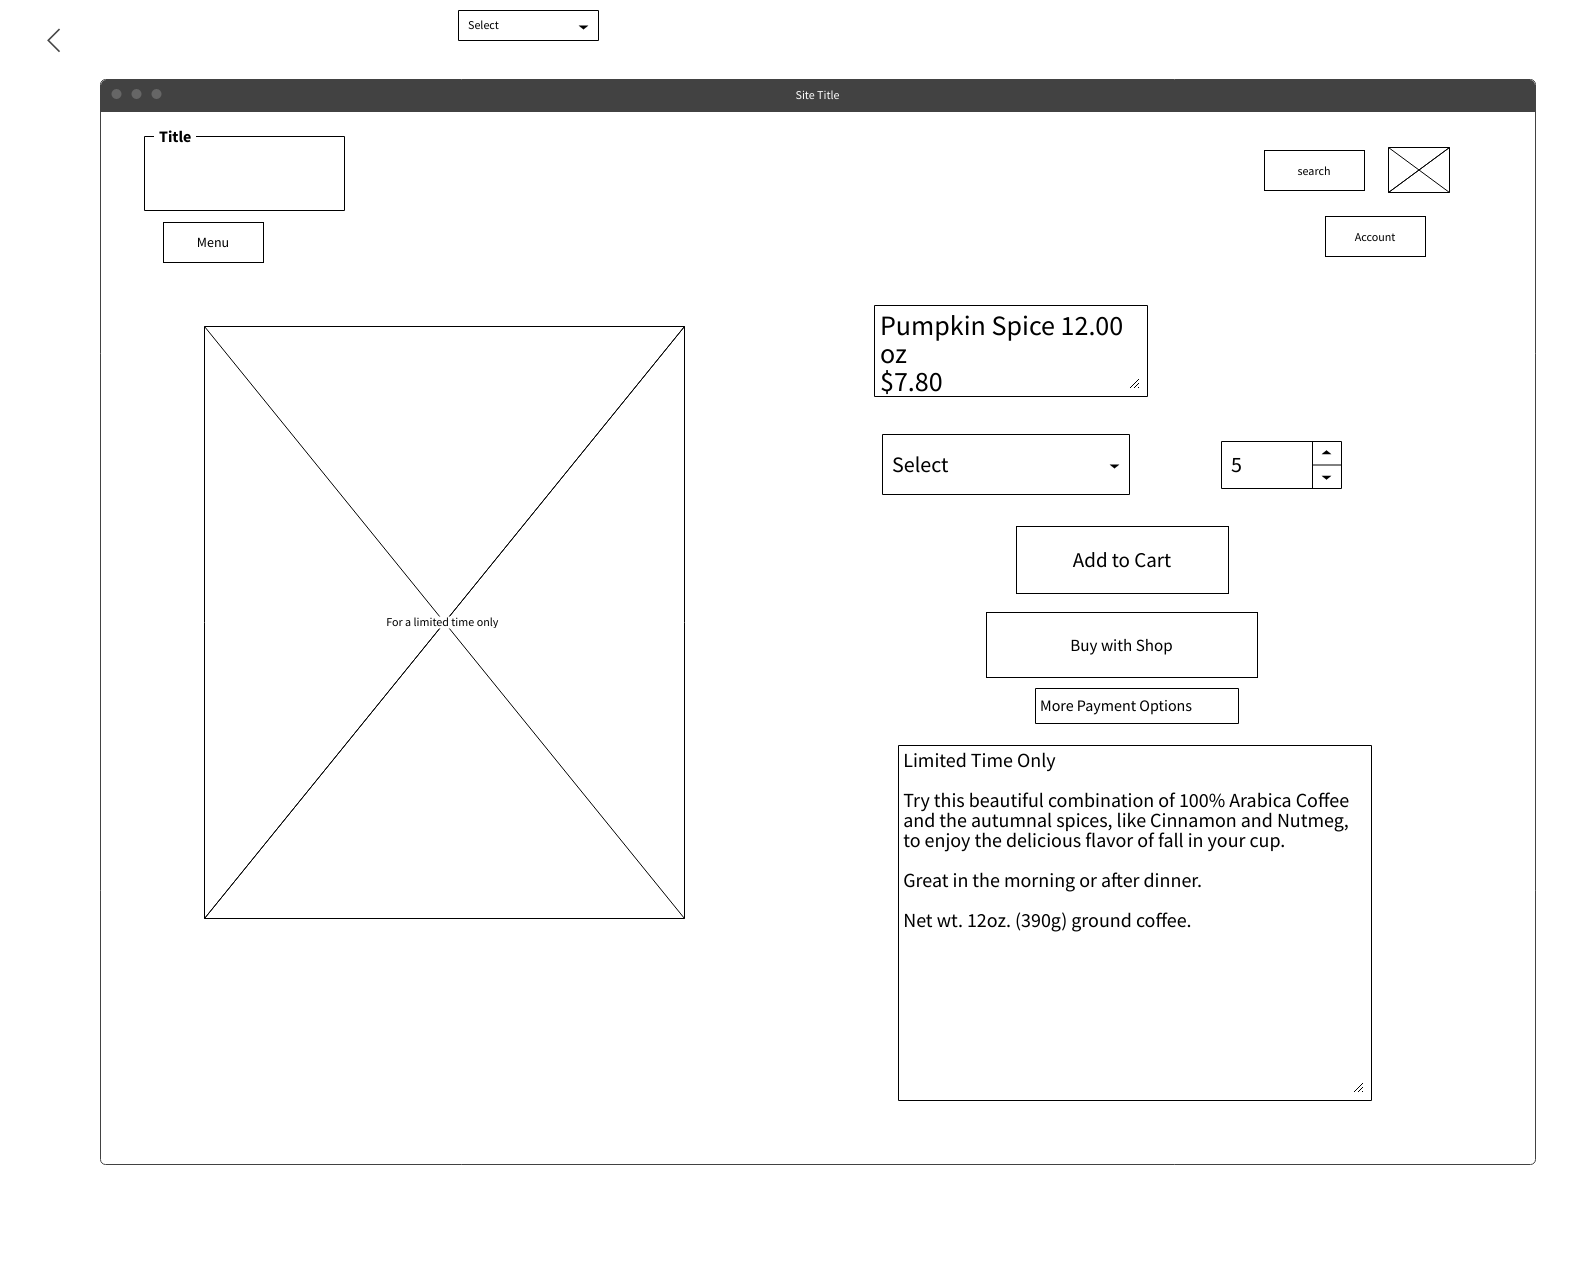 Select
Site Title
Title
search
Menu
Account
Pumpkin Spice 12.00
oz
$7.80
Select
5
Add to Cart
For a limited time only
Buy with Shop
More Payment Options
Limited Time Only
Try this beautiful combination of 100% Arabica Coffee
and the autumnal spices, like Cinnamon and Nutmeg,
to enjoy the delicious flavor of fall in your cup.
Great in the morning or after dinner.
Net wt. 12oz. (390g) ground coffee.